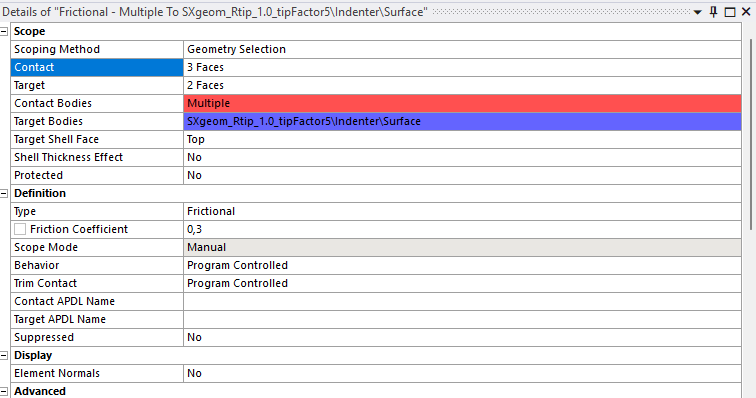 Details of "Frictional - Multiple To SXgeom_Rtip_1.0_tipFactor5\Indenter\Surface"
Scope
Scoping Method Geometry Selection
Contact 3 Faces
Target 2 Faces
Contact Bodies Multiple
Target Bodies SXgeom_Rtip_1.0_tipFactor5\Indenter\Surface
Target Shell Face Top
Shell Thickness Effect No
Protected No
Definition
Type Frictional
Friction Coefficient 0,3
Scope Mode Manual
Behavior Program Controlled
Trim Contact Program Controlled
Contact APDL Name
Target APDL Name
Suppressed No
Display
Element Normals No
Advanced